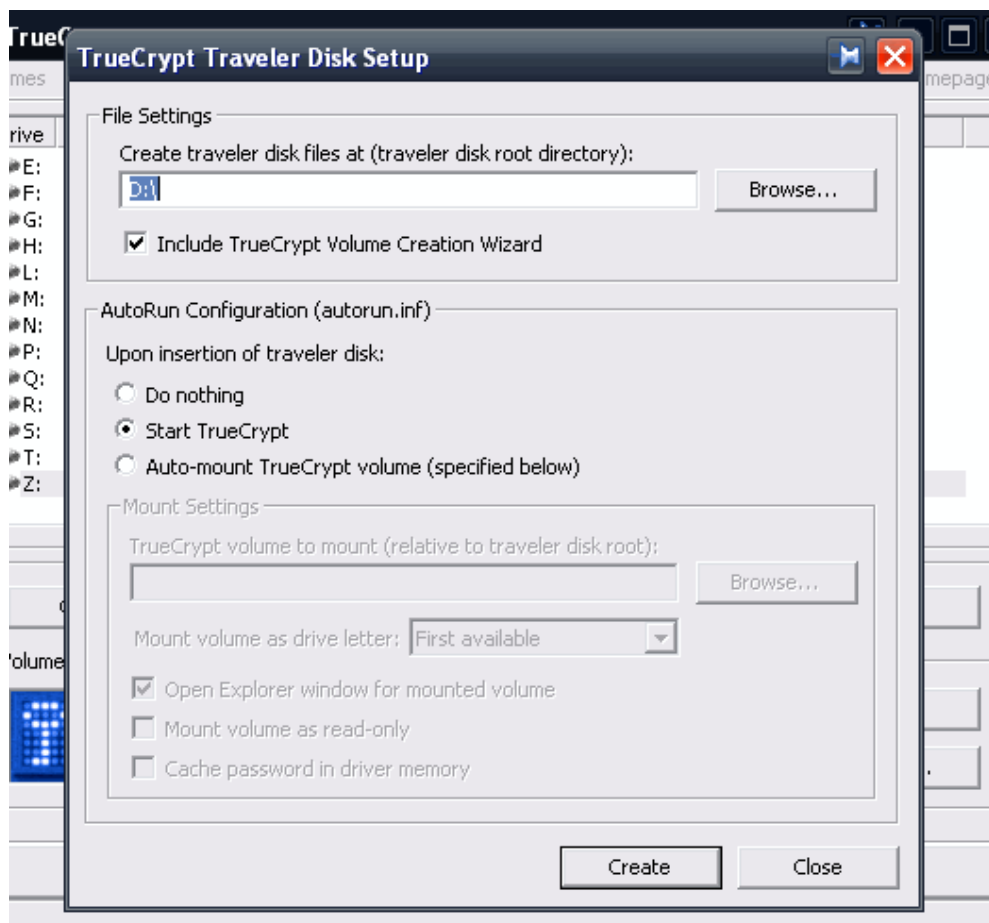 TrueC
TrueCrypt Traveler Disk Setup
mes
mepage
File Settings
rive
Create traveler disk files at (traveler disk root directory):
E:
D:\
Browse...
F:
G:
H:
Include TrueCrypt Volume Creation Wizard
L:
M:
AutoRun Configuration (autorun.inf)
N:
P:
Upon insertion of traveler disk:
Q:
Do nothing
R:
S:
Start TrueCrypt
T:
Auto-mount TrueCrypt volume (specified below)
Z:
Mount Settings
TrueCrypt volume to mount (relative to traveler disk root):
Browse...
Mount volume as drive letter: First available
olume
Open Explorer window for mounted volume
Mount volume as read-only
Cache password in driver memory
Create
Close